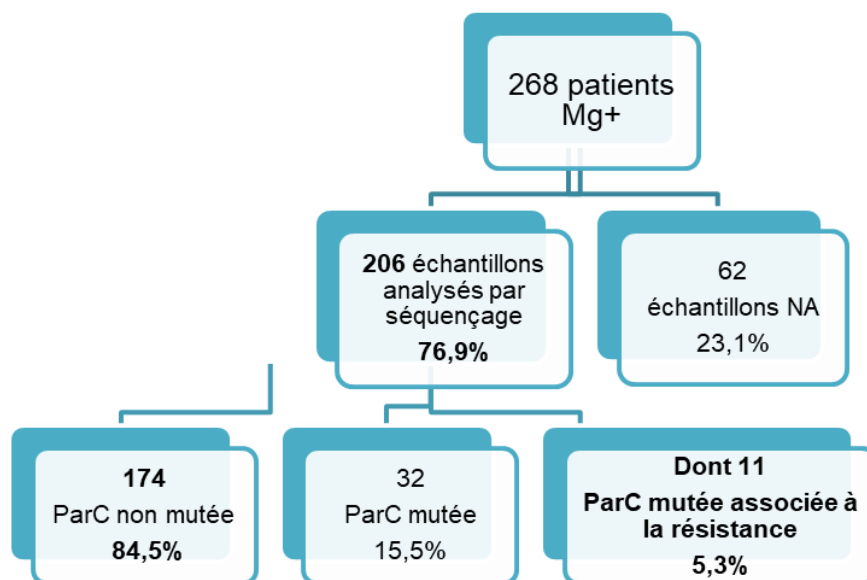 268 patients
Mg+
206 échantillons
analysés par
séquençage
76,9%
62
échantillons NA
23,1%
174
ParC non mutée
84,5%
32
ParC mutée
15,5%
Dont 11
ParC mutée associée à
la résistance
5,3%